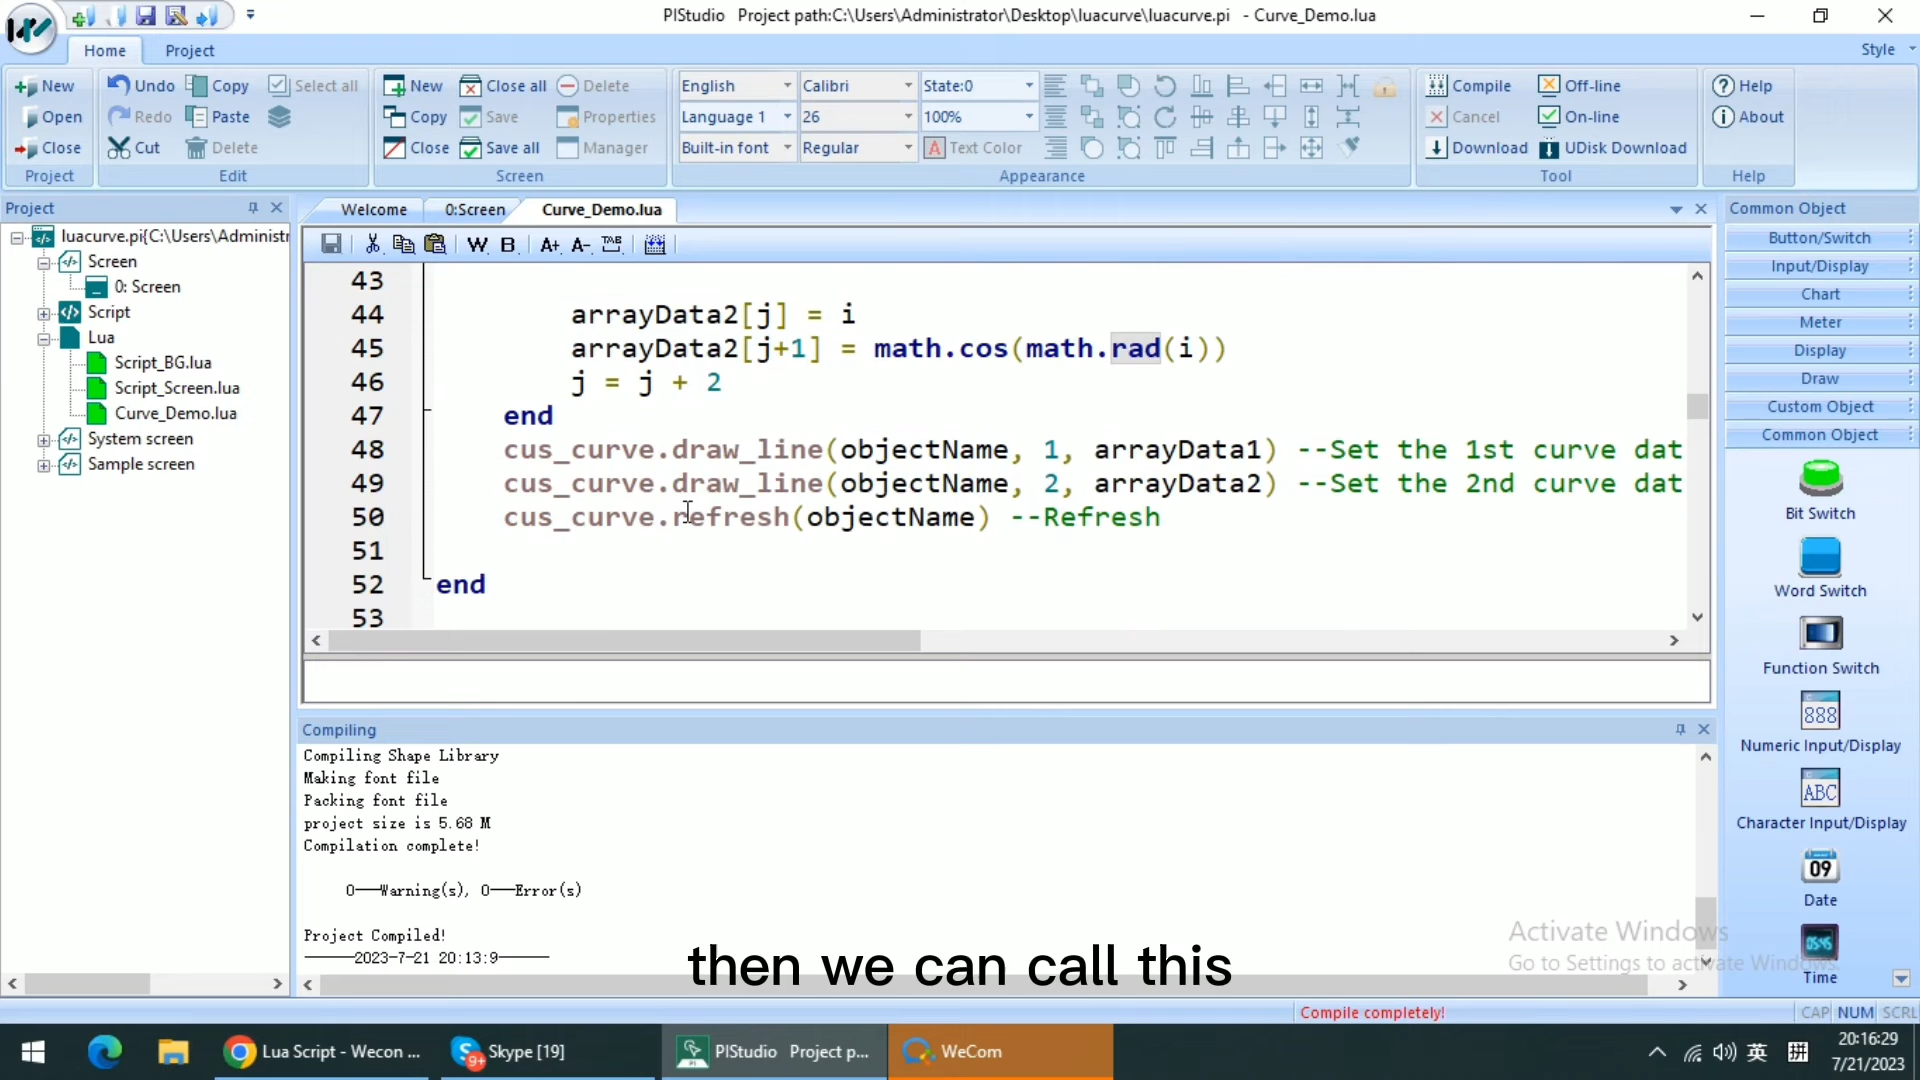 PIStudio   Project path:C:\Users\Administrator\Desktop\luacurve\luacurve.pi   - Curve_Demo.lua
Home Project Style
New Undo Copy Select all New Close all Delete English Calibri State:0 Compile Off-line Help
Open Redo Paste Copy Save Properties Language 1 26 100% Cancel On-line About
Close Cut Delete Close Save all Manager Built-in font Regular A Text Color Download UDisk Download
Project Edit Screen Appearance Tool Help
Project
luacurve.pi{C:\Users\Administr
Screen
0: Screen
Script
Lua
Script_BG.lua
Script_Screen.lua
Curve_Demo.lua
System screen
Sample screen
Welcome 0:Screen Curve_Demo.lua
W B A+ A- TAB
43
44 arrayData2[j] = i
45 arrayData2[j+1] = math.cos(math.rad(i))
46 j = j + 2
47 end
48 cus_curve.draw_line(objectName, 1, arrayData1) --Set the 1st curve dat
49 cus_curve.draw_line(objectName, 2, arrayData2) --Set the 2nd curve dat
50 cus_curve.refresh(objectName) --Refresh
51
52 end
53
Compiling
Compiling Shape Library
Making font file
Packing font file
project size is 5.68 M
Compilation complete!
0——Warning(s), 0——Error(s)
Project Compiled!
———2023-7-21 20:13:9———
Common Object
Button/Switch
Input/Display
Chart
Meter
Display
Draw
Custom Object
Common Object
Bit Switch
Word Switch
Function Switch
888
Numeric Input/Display
ABC
Character Input/Display
09
Date
05:45
Time
Activate Windows
Go to Settings to activate Windows.
then we can call this
Compile completely! CAP NUM SCRL
Lua Script - Wecon ... 9+ Skype [19] PIStudio   Project p... WeCom 英 拼 20:16:29
7/21/2023